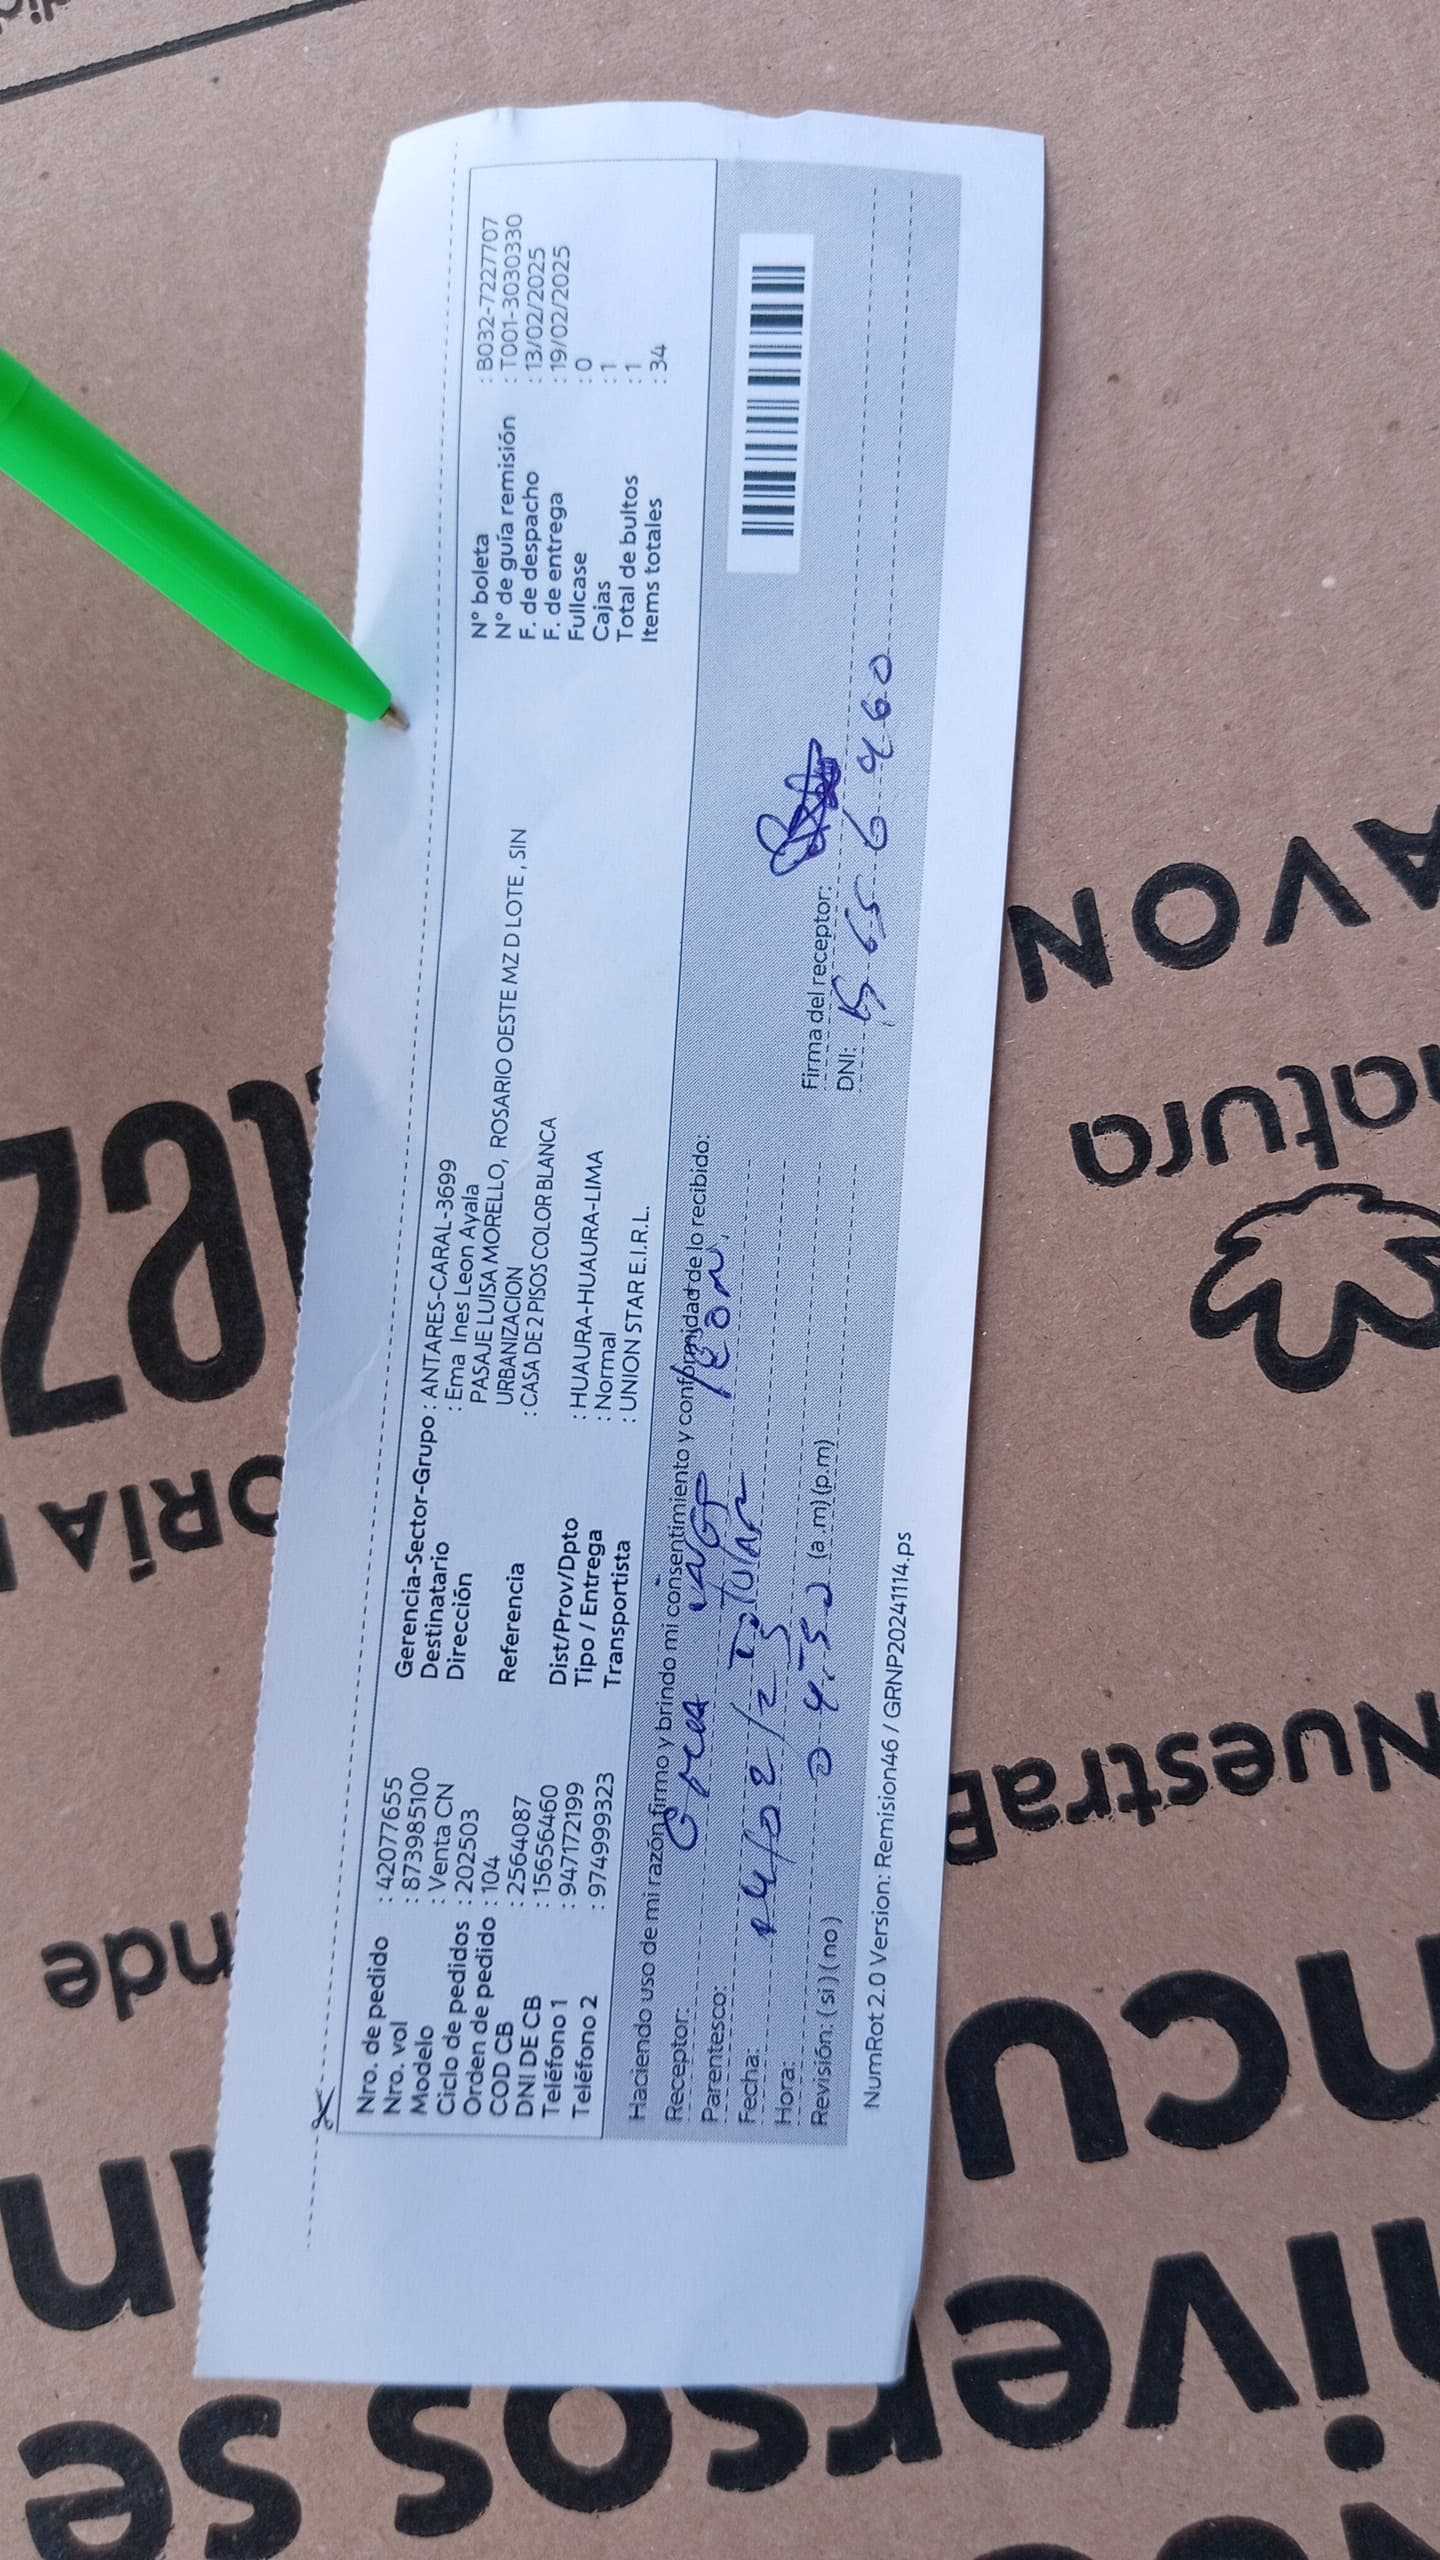 Nro. de pedido : 42077655
Nro. vol : 873985100
Modelo : Venta CN
Ciclo de pedidos : 202503
Orden de pedido : 104
COD CB : 2564087
DNI DE CB : 15656460
Teléfono 1 : 947172199
Teléfono 2 : 974999323
Gerencia-Sector-Grupo : ANTARES-CARAL-3699
Destinatario : Ema Ines Leon Ayala
Dirección PASAJE LUISA MORELLO, ROSARIO OESTE MZ D LOTE , SIN
URBANIZACION
Referencia : CASA DE 2 PISOS COLOR BLANCA
Dist/Prov/Dpto : HUAURA-HUAURA-LIMA
Tipo / Entrega : Normal
Transportista : UNION STAR E.I.R.L.
N° boleta : B032-7227707
N° de guía remisión : T001-3030330
F. de despacho : 13/02/2025
F. de entrega : 19/02/2025
Fullcase : 0
Cajas : 1
Total de bultos : 1
Items totales : 34
Haciendo uso de mi razón firmo y brindo mi consentimiento y conformidad de lo recibido:
Receptor: Leon
Parentesco: Titular
Fecha:
Hora: 04:50
Revisión: ( si ) ( no ) (a.m) (p.m)
Firma del receptor:
DNI: 15656460
NumRot 2.0 Version: Remision46 / GRNP20241114.ps
natura
AVON